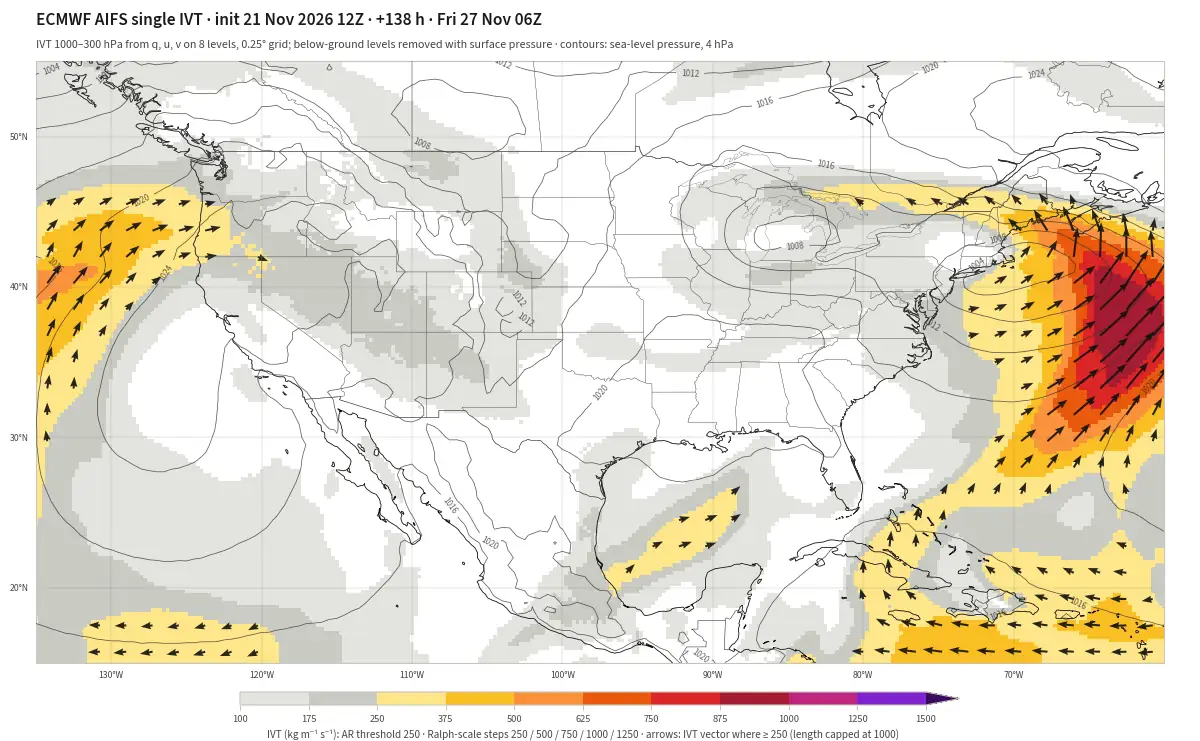 ECMWF AIFS single IVT · init 21 Nov 2026 12Z · +138 h · Fri 27 Nov 06Z
IVT 1000–300 hPa from q, u, v on 8 levels, 0.25° grid; below-ground levels removed with surface pressure · contours: sea-level pressure, 4 hPa
1004
1012
1012
1020
1024
1016
50°N
1008
1016
1020
1008
1004
1004
1024
40°N
1012
1012
1012
1020
30°N
1016
1020
20°N
1016
1020
130°W
120°W
110°W
100°W
90°W
80°W
70°W
100
175
250
375
500
625
750
875
1000
1250
1500
IVT (kg m⁻¹ s⁻¹): AR threshold 250 · Ralph-scale steps 250 / 500 / 750 / 1000 / 1250 · arrows: IVT vector where ≥ 250 (length capped at 1000)